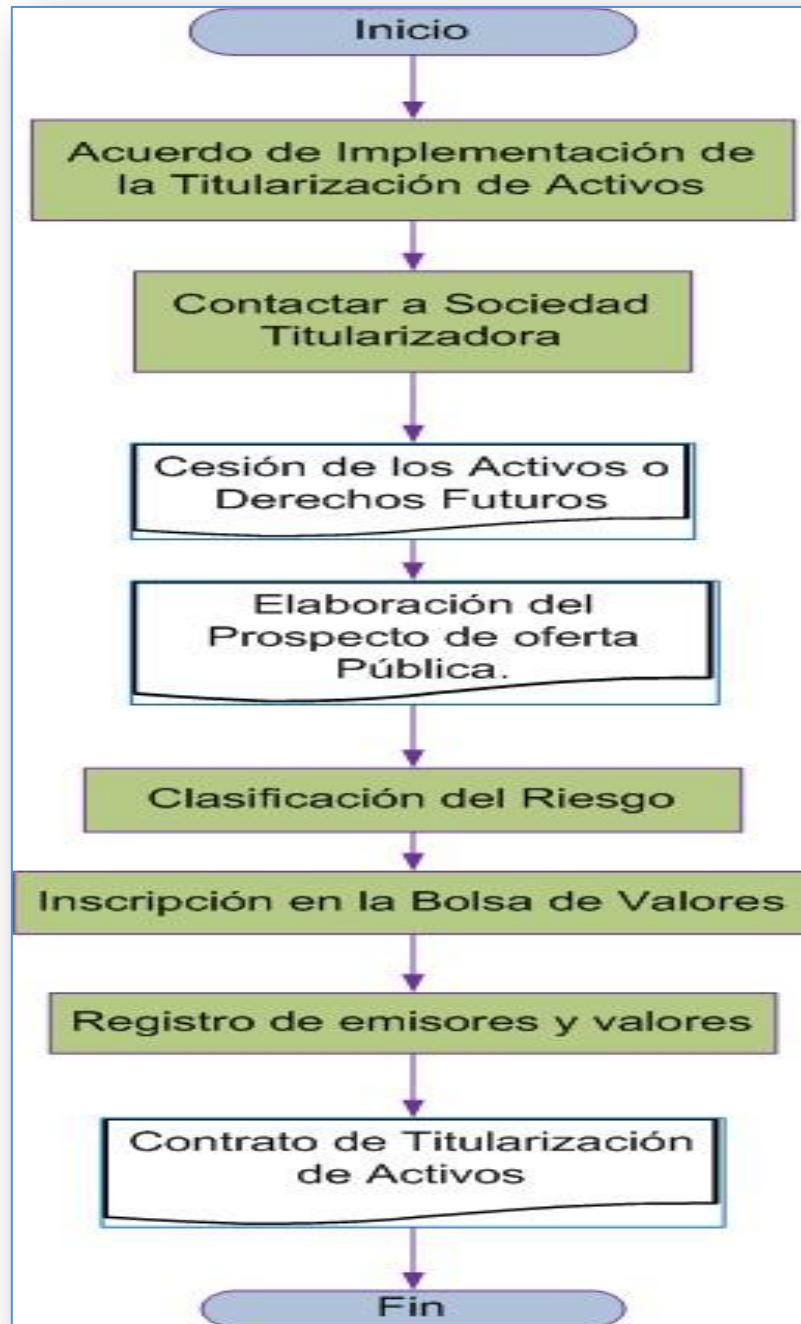 Inicio
Acuerdo de Implementación de
la Titularización de Activos
Contactar a Sociedad
Titularizadora
Cesión de los Activos o
Derechos Futuros
Elaboración del
Prospecto de oferta
Pública.
Clasificación del Riesgo
Inscripción en la Bolsa de Valores
Registro de emisores y valores
Contrato de Titularización
de Activos
Fin